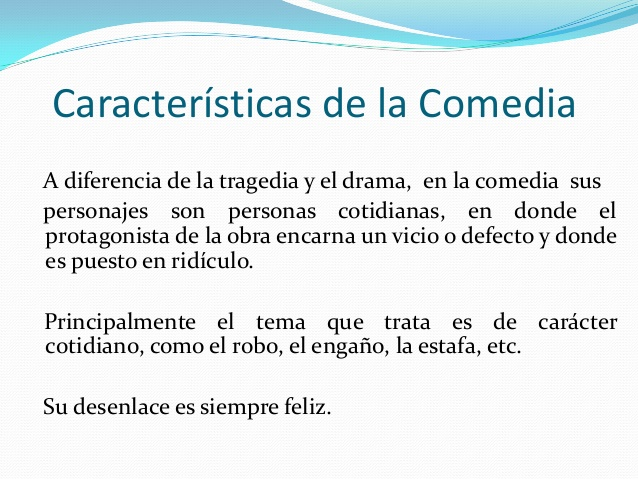 Características de la Comedia
A diferencia de la tragedia y el drama, en la comedia sus
personajes son personas cotidianas, en donde el
protagonista de la obra encarna un vicio o defecto y donde
es puesto en ridículo.
Principalmente el tema que trata es de carácter
cotidiano, como el robo, el engaño, la estafa, etc.
Su desenlace es siempre feliz.